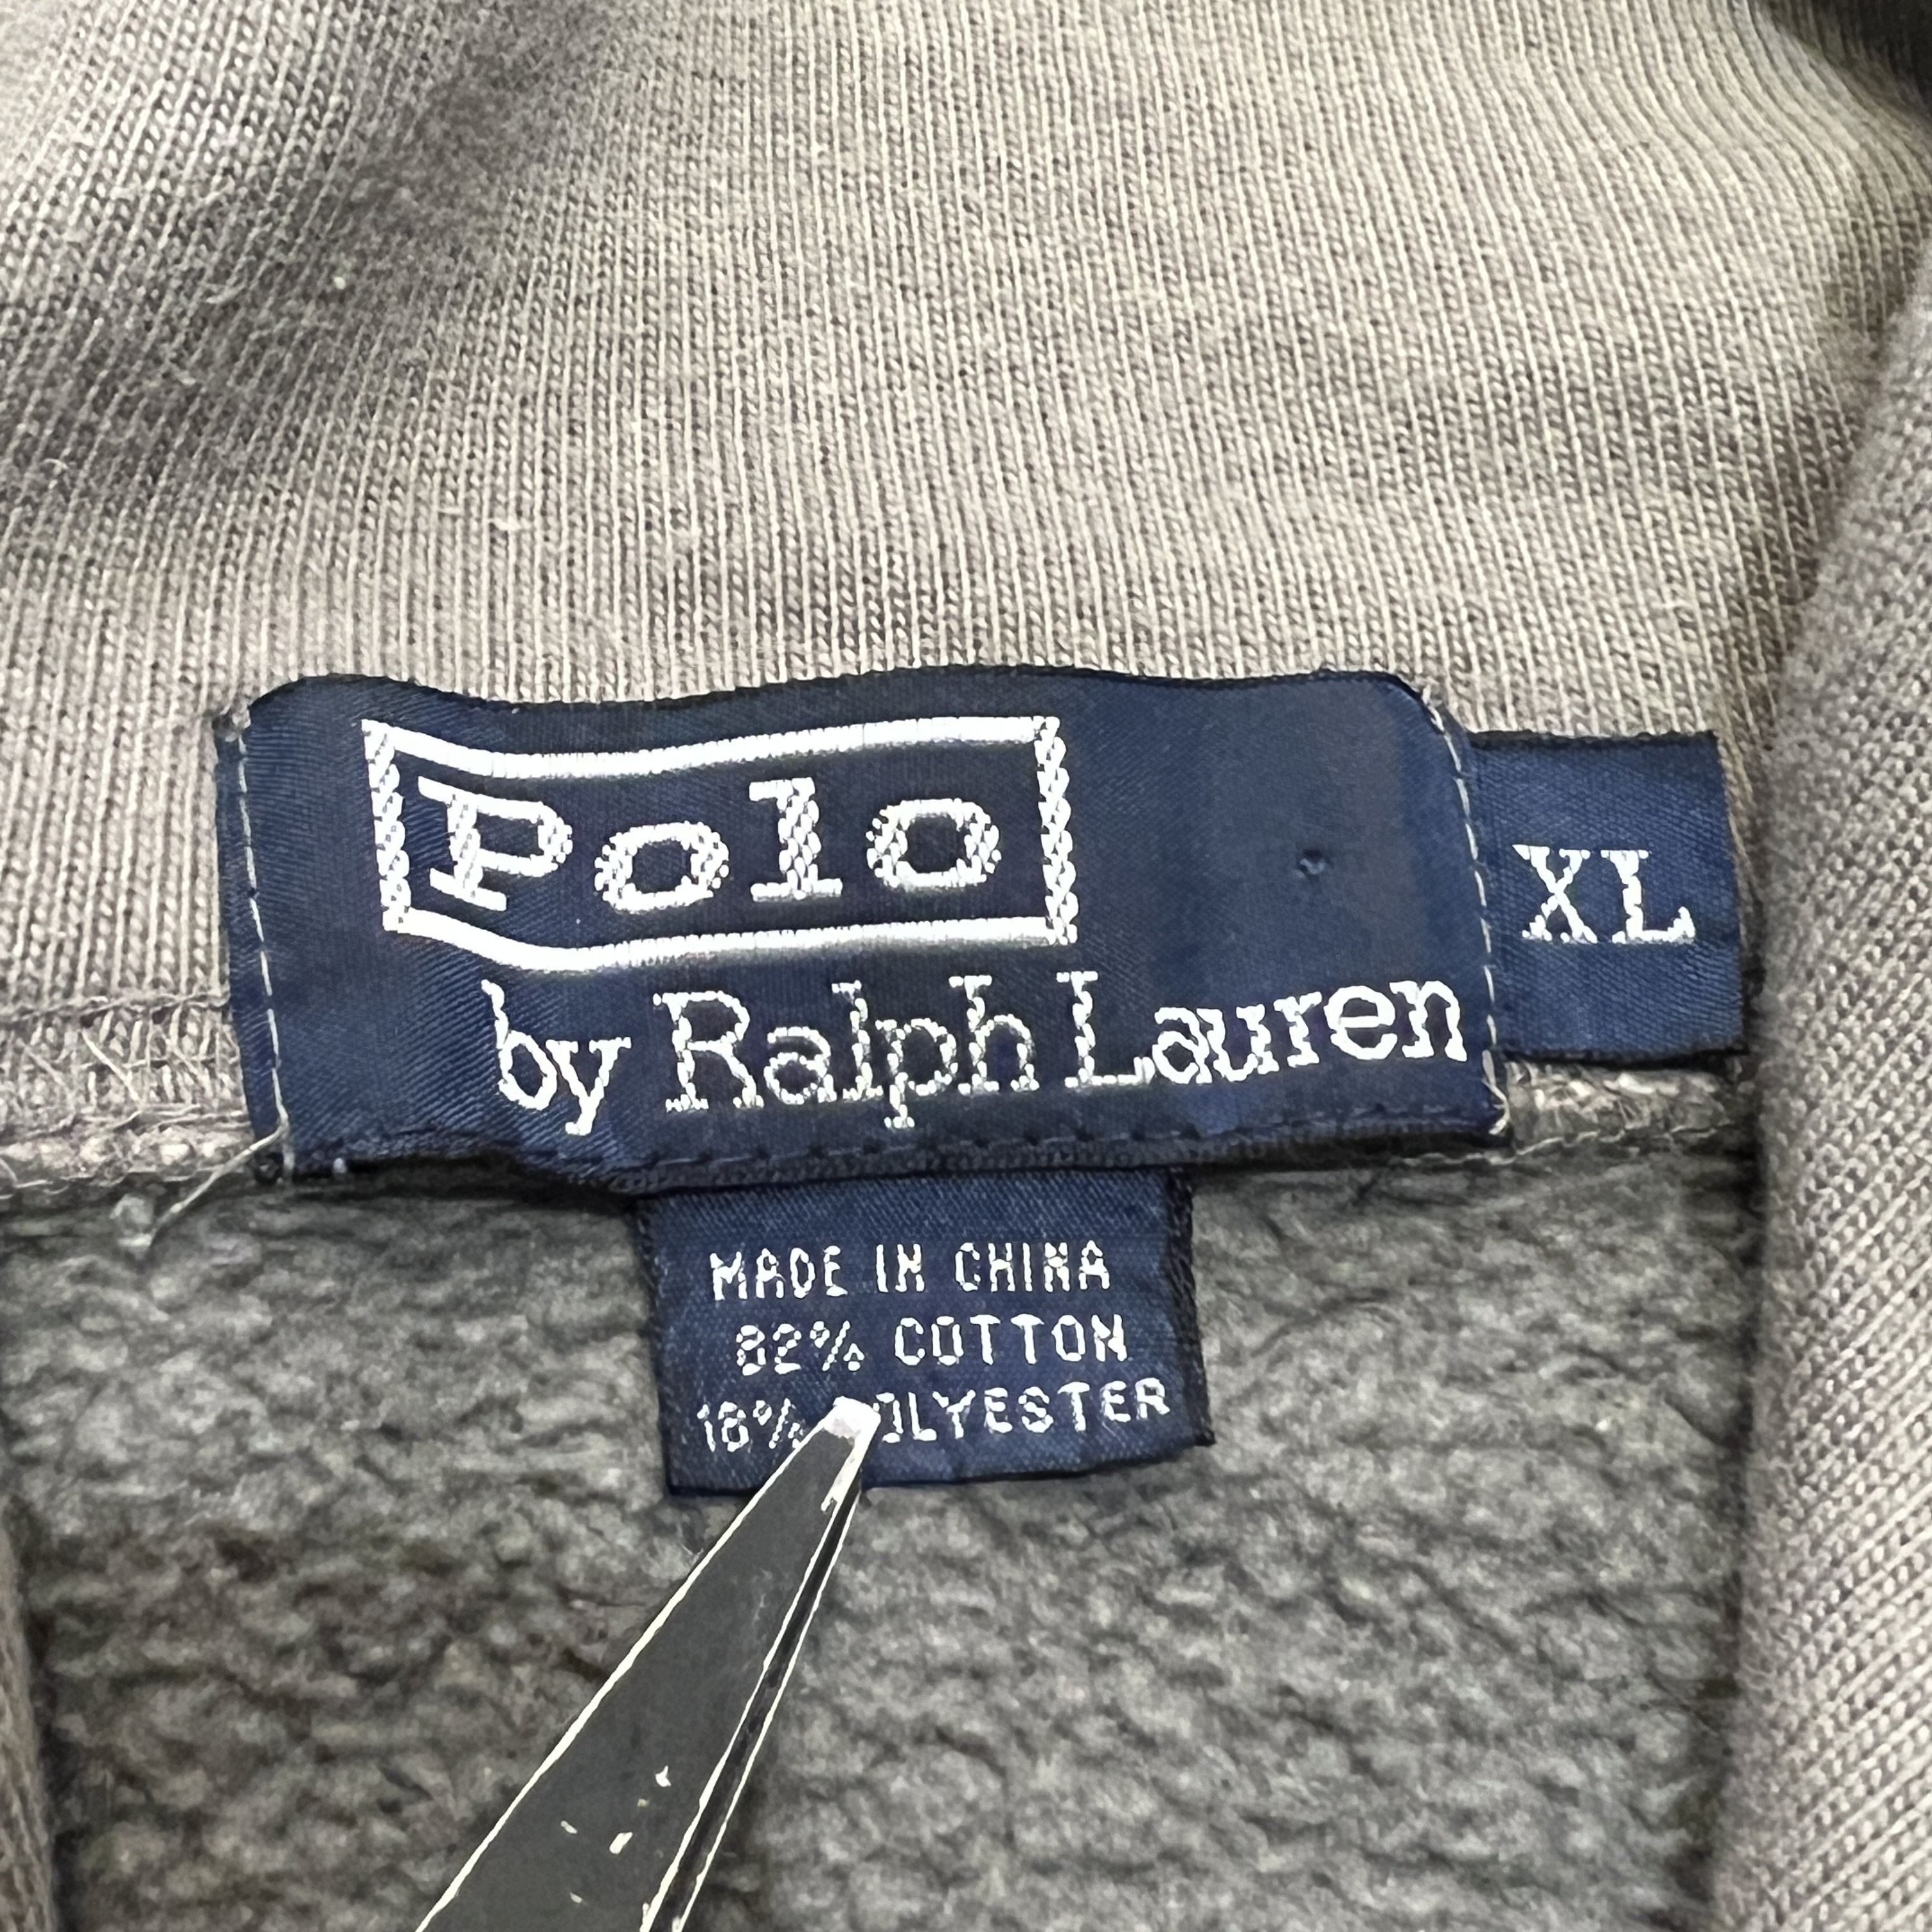 Polo
by Ralph Lauren
XL
MADE IN CHINA
82% COTTON
18% POLYESTER